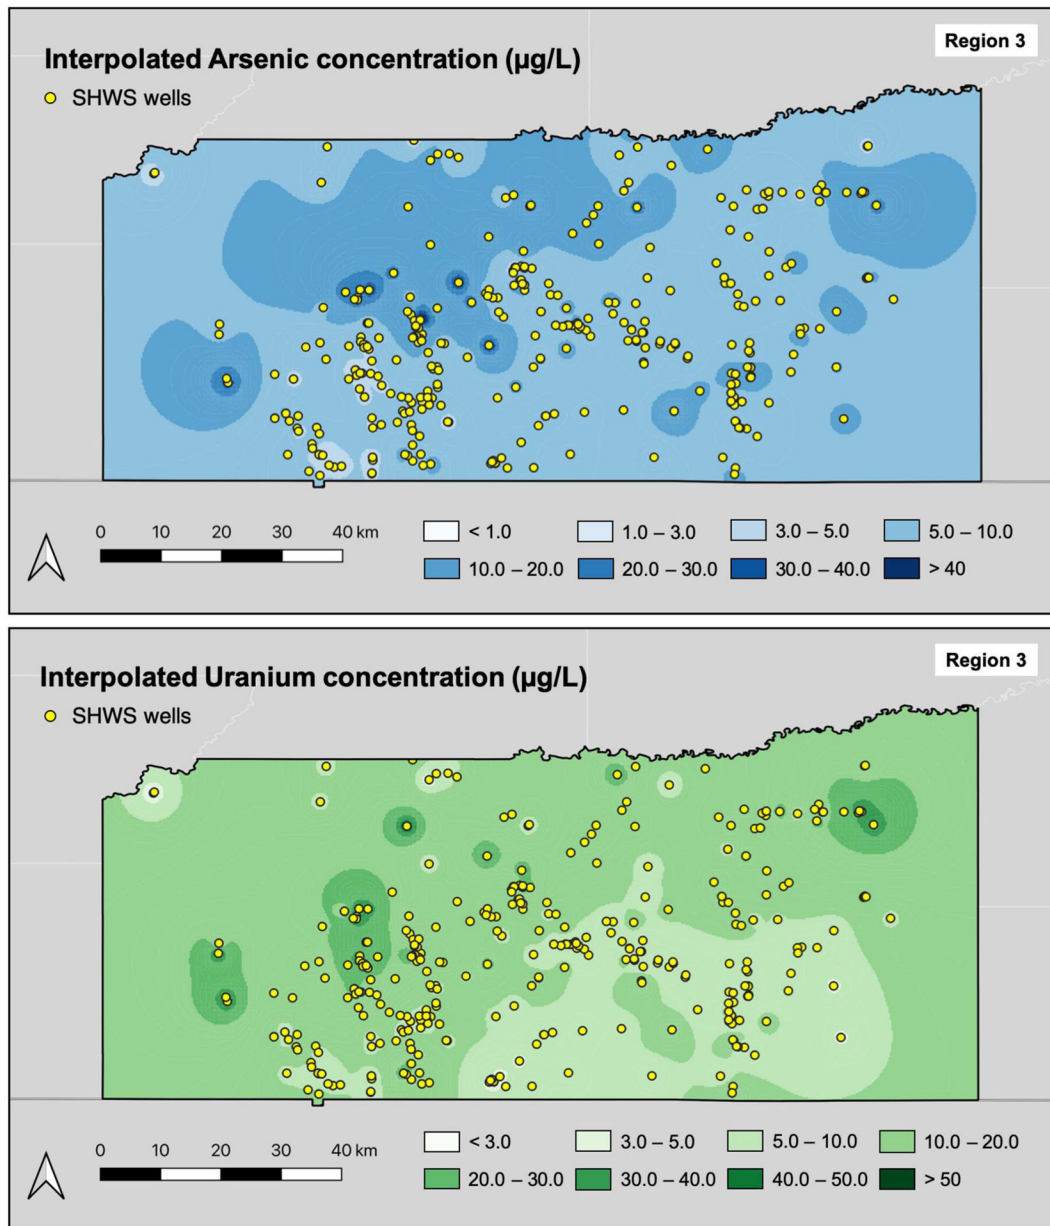 Region 3
Interpolated Arsenic concentration (µg/L)
SHWS wells
0 10 20 30 40 km
< 1.0 1.0 – 3.0 3.0 – 5.0 5.0 – 10.0
10.0 – 20.0 20.0 – 30.0 30.0 – 40.0 > 40
Region 3
Interpolated Uranium concentration (µg/L)
SHWS wells
0 10 20 30 40 km
< 3.0 3.0 – 5.0 5.0 – 10.0 10.0 – 20.0
20.0 – 30.0 30.0 – 40.0 40.0 – 50.0 > 50